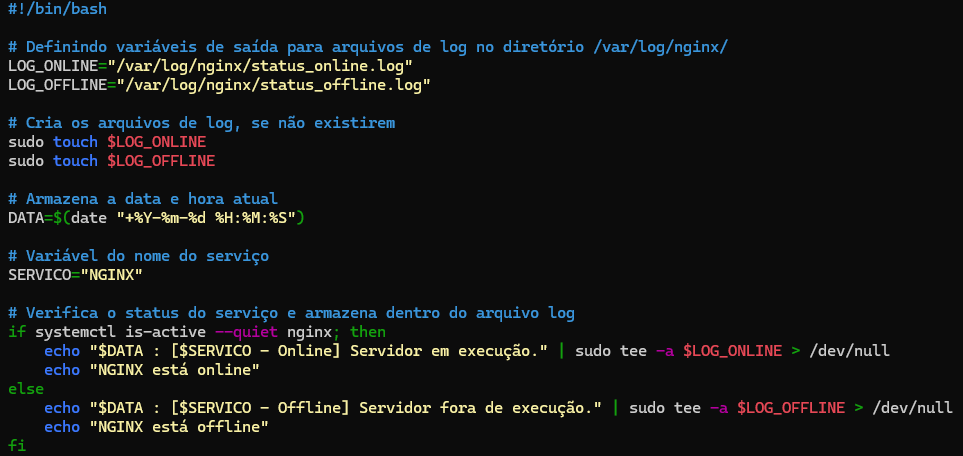 #!/bin/bash
# Definindo variáveis de saída para arquivos de log no diretório /var/log/nginx/
LOG_ONLINE="/var/log/nginx/status_online.log"
LOG_OFFLINE="/var/log/nginx/status_offline.log"
# Cria os arquivos de log, se não existirem
sudo touch $LOG_ONLINE
sudo touch $LOG_OFFLINE
# Armazena a data e hora atual
DATA=$(date "+%Y-%m-%d %H:%M:%S")
# Variável do nome do serviço
SERVICO="NGINX"
# Verifica o status do serviço e armazena dentro do arquivo log
if systemctl is-active --quiet nginx; then
    echo "$DATA : [$SERVICO - Online] Servidor em execução." | sudo tee -a $LOG_ONLINE > /dev/null
    echo "NGINX está online"
else
    echo "$DATA : [$SERVICO - Offline] Servidor fora de execução." | sudo tee -a $LOG_OFFLINE > /dev/null
    echo "NGINX está offline"
fi